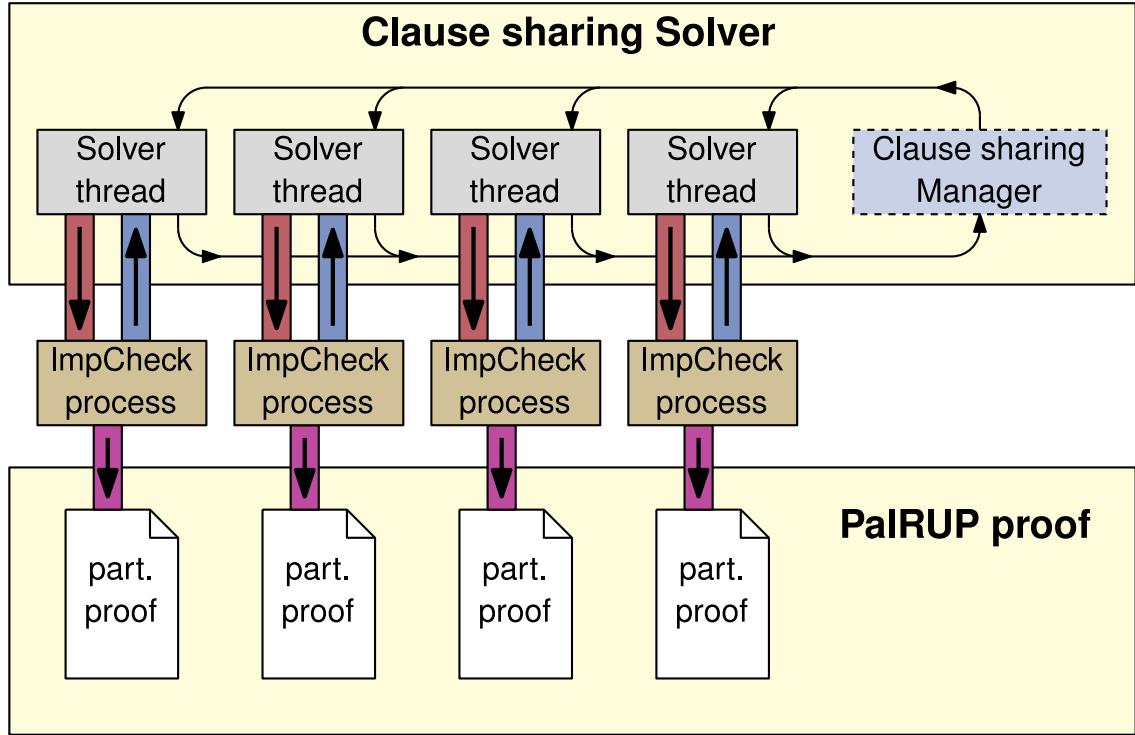 Clause sharing Solver
Solver
thread
Solver
thread
Solver
thread
Solver
thread
Clause sharing
Manager
ImpCheck
process
ImpCheck
process
ImpCheck
process
ImpCheck
process
PalRUP proof
part.
proof
part.
proof
part.
proof
part.
proof